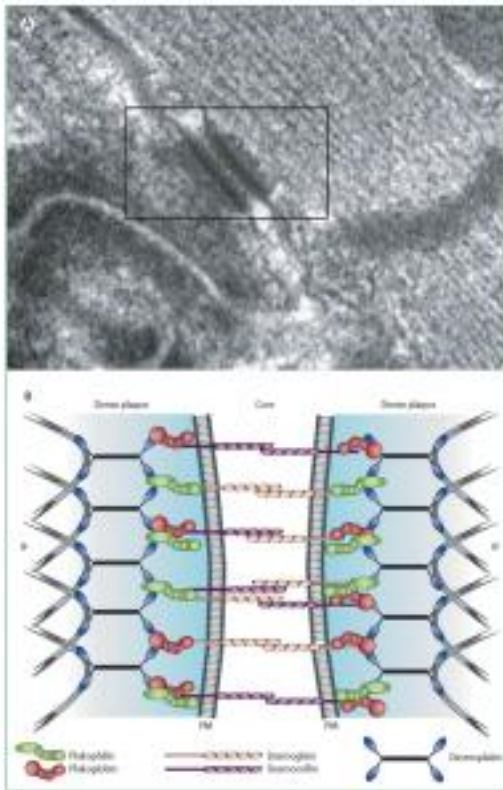 A
B
Dense plaque Core Dense plaque
PM PM
Plakophilin Desmoglein Desmoplakin
Plakoglobin Desmocollin